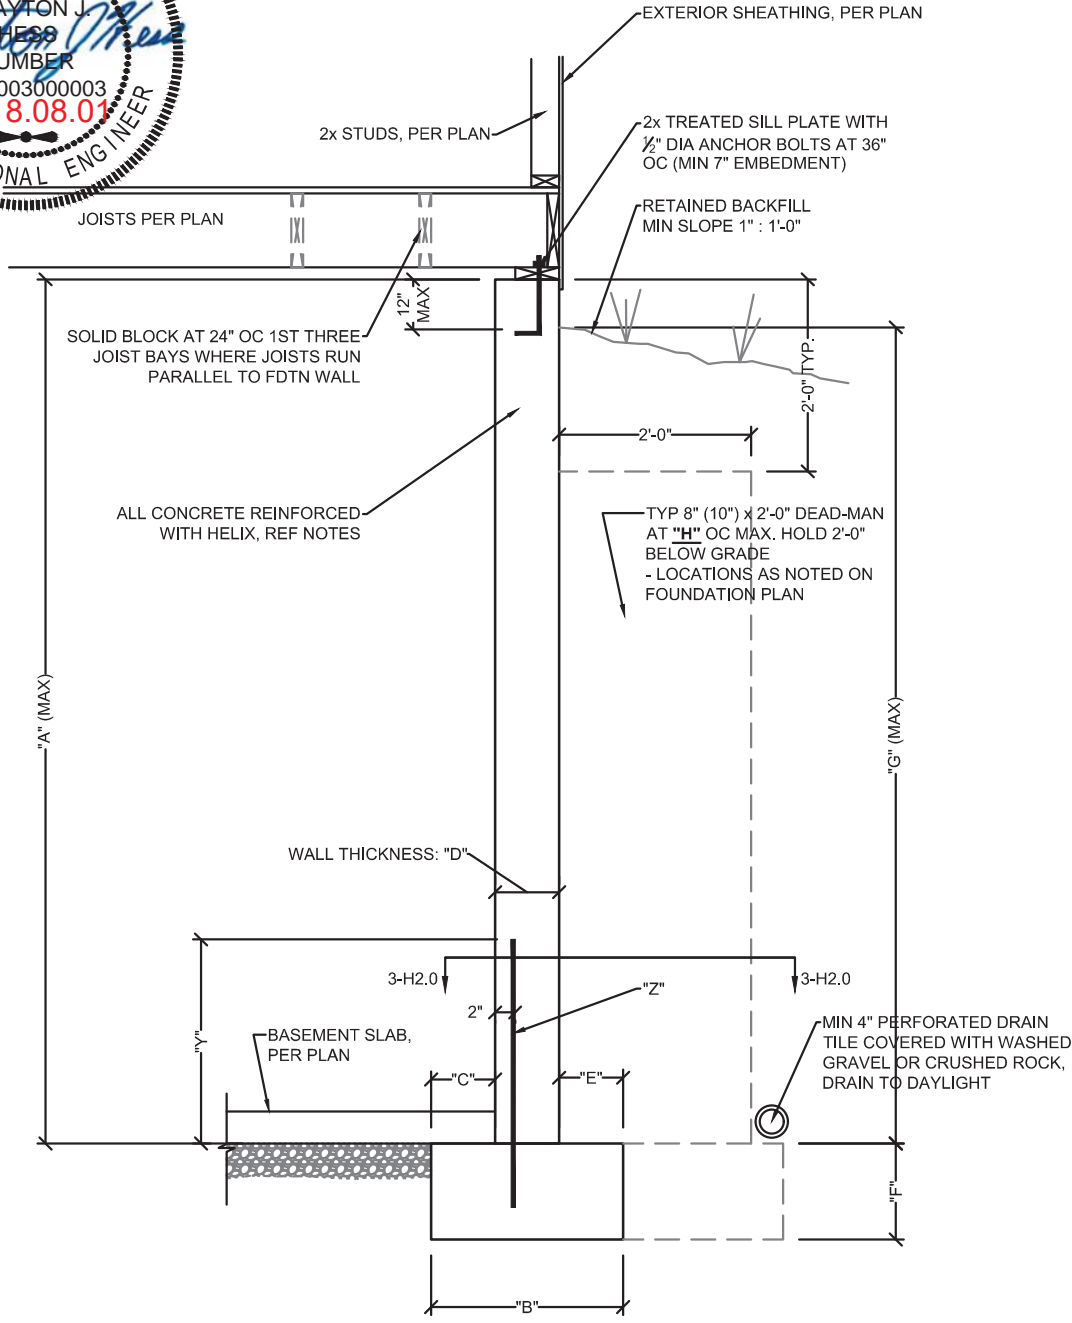 AYTON J.
HESS
UMBER
003000003
8.08.01
ONAL ENGINEER
EXTERIOR SHEATHING, PER PLAN
2x STUDS, PER PLAN
2x TREATED SILL PLATE WITH
½" DIA ANCHOR BOLTS AT 36"
OC (MIN 7" EMBEDMENT)
JOISTS PER PLAN
RETAINED BACKFILL
MIN SLOPE 1" : 1'-0"
12"
MAX
SOLID BLOCK AT 24" OC 1ST THREE
JOIST BAYS WHERE JOISTS RUN
PARALLEL TO FDTN WALL
2'-0" TYP.
2'-0"
ALL CONCRETE REINFORCED
WITH HELIX, REF NOTES
TYP 8" (10") x 2'-0" DEAD-MAN
AT "H" OC MAX. HOLD 2'-0"
BELOW GRADE
- LOCATIONS AS NOTED ON
FOUNDATION PLAN
"A" (MAX)
"G" (MAX)
WALL THICKNESS: "D"
3-H2.0
3-H2.0
"Z"
2"
"Y"
BASEMENT SLAB,
PER PLAN
MIN 4" PERFORATED DRAIN
TILE COVERED WITH WASHED
GRAVEL OR CRUSHED ROCK,
DRAIN TO DAYLIGHT
"C"
"E"
"F"
"B"